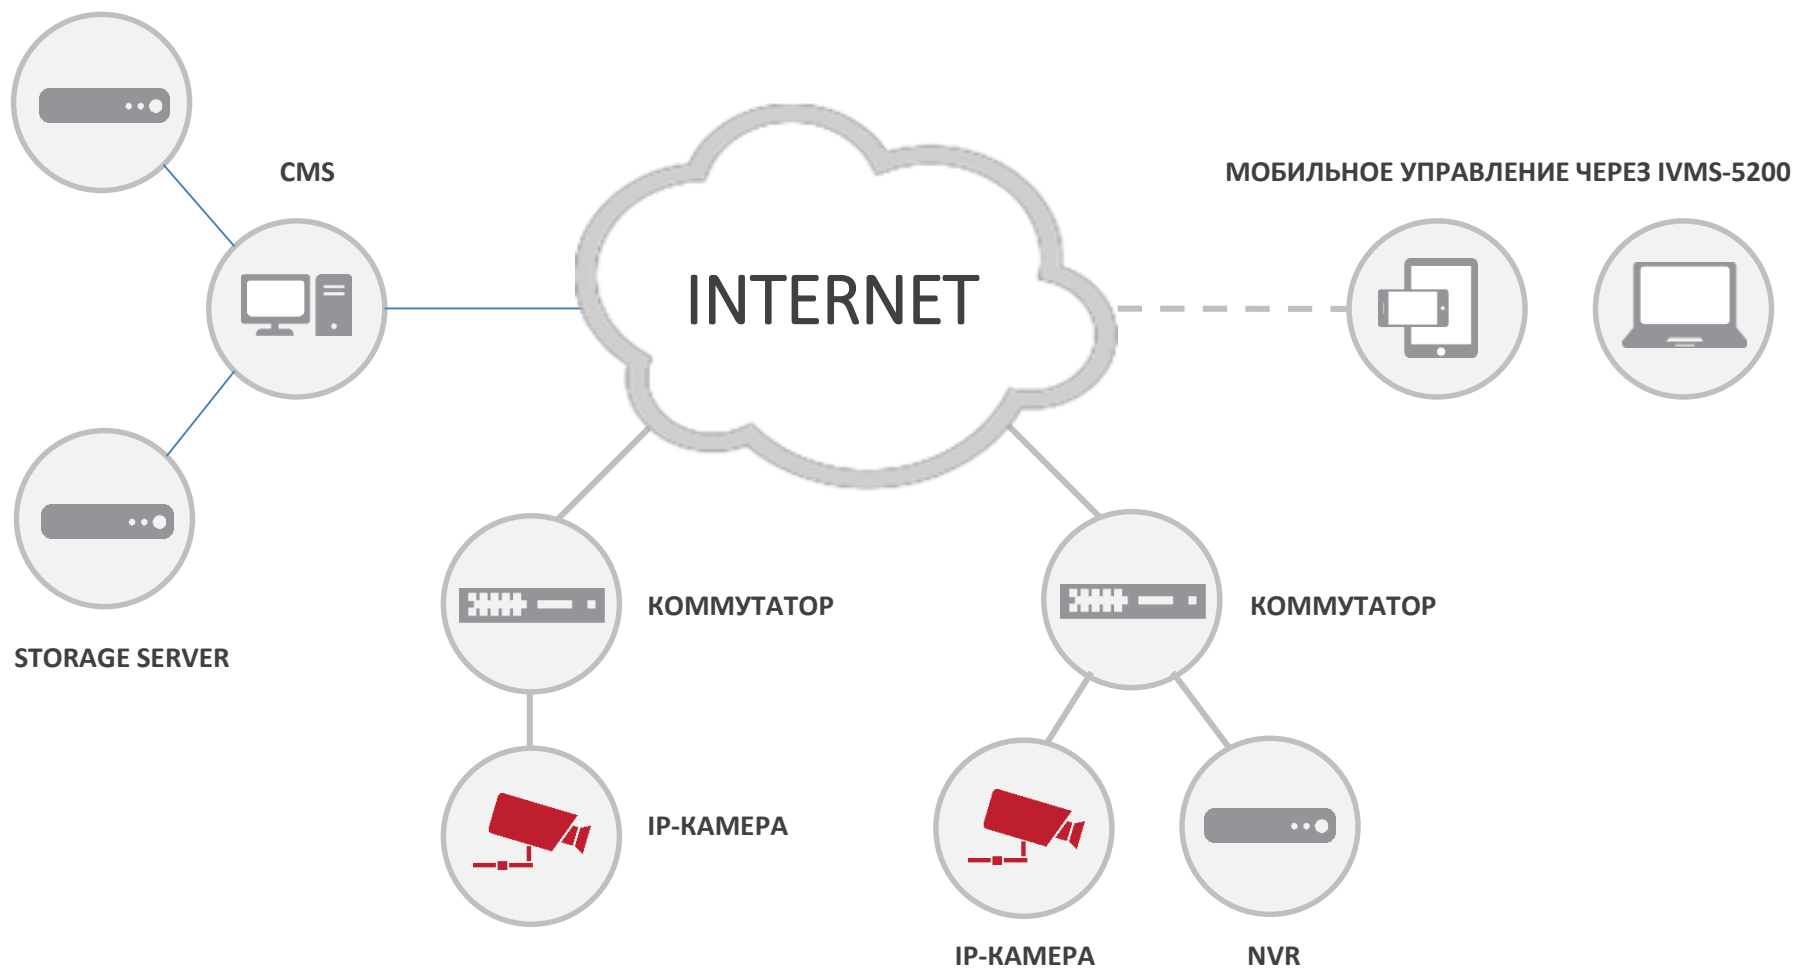 CMS
МОБИЛЬНОЕ УПРАВЛЕНИЕ ЧЕРЕЗ IVMS-5200
INTERNET
КОММУТАТОР
КОММУТАТОР
STORAGE SERVER
IP-КАМЕРА
IP-КАМЕРА
NVR